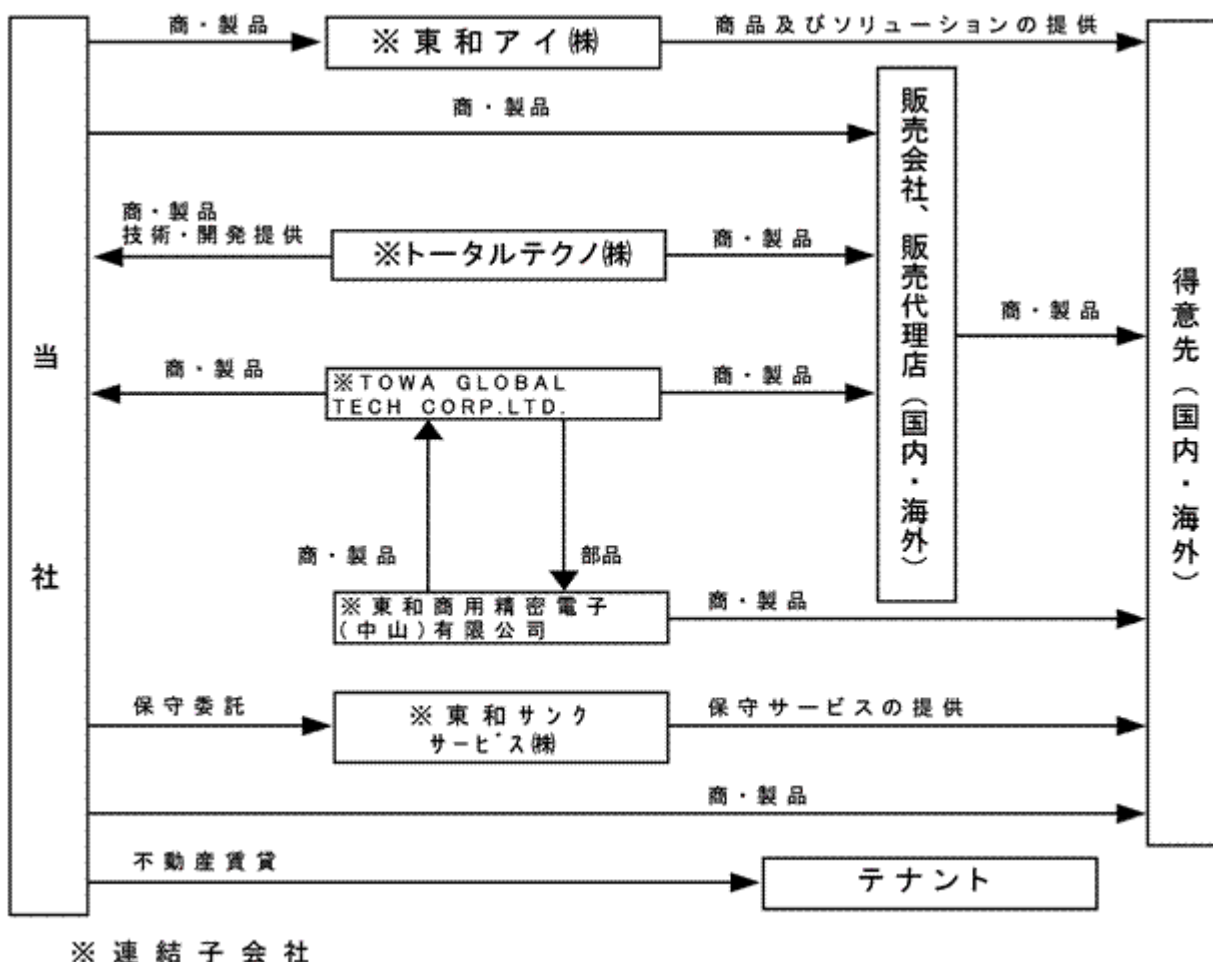 商・製品
※東和アイ㈱
商品及びソリューションの提供
商・製品
販売会社、販売代理店(国内・海外)
商・製品
技術・開発提供
※トータルテクノ㈱
商・製品
商・製品
得意先(国内・海外)
当社
商・製品
※TOWA GLOBAL
TECH CORP.LTD.
商・製品
商・製品
部品
※東和商用精密電子
(中山)有限公司
商・製品
保守委託
※東和サンク
サービス㈱
保守サービスの提供
商・製品
不動産賃貸
テナント
※連結子会社